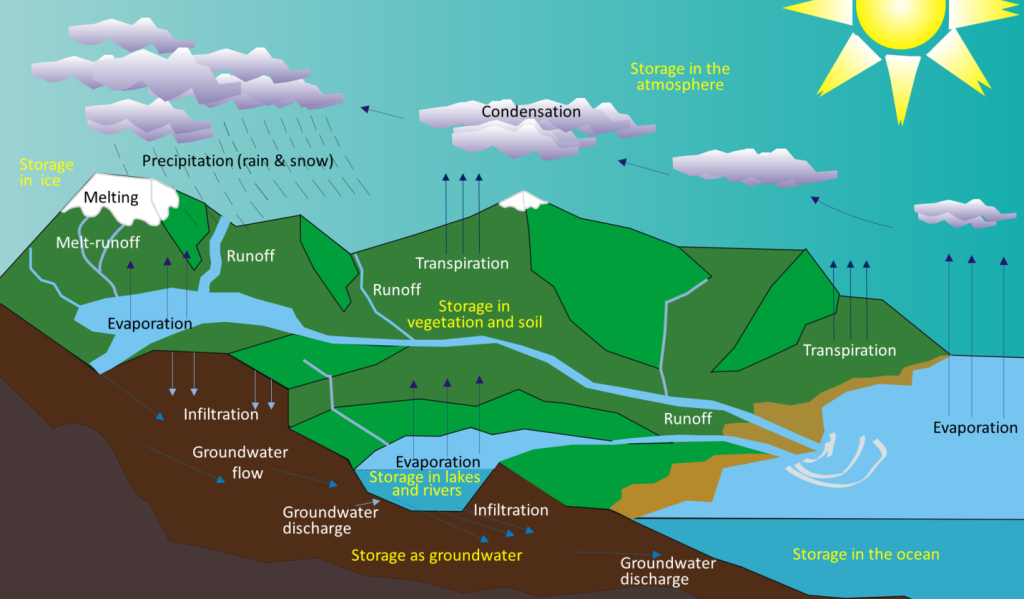 Storage in the
atmosphere
Condensation
Precipitation (rain & snow)
Storage
in ice
Melting
Melt-runoff
Runoff
Transpiration
Runoff
Storage in
vegetation and soil
Evaporation
Transpiration
Infiltration
Runoff
Evaporation
Groundwater
flow
Evaporation
Storage in lakes
and rivers
Groundwater
discharge
Infiltration
Storage as groundwater
Groundwater
discharge
Storage in the ocean